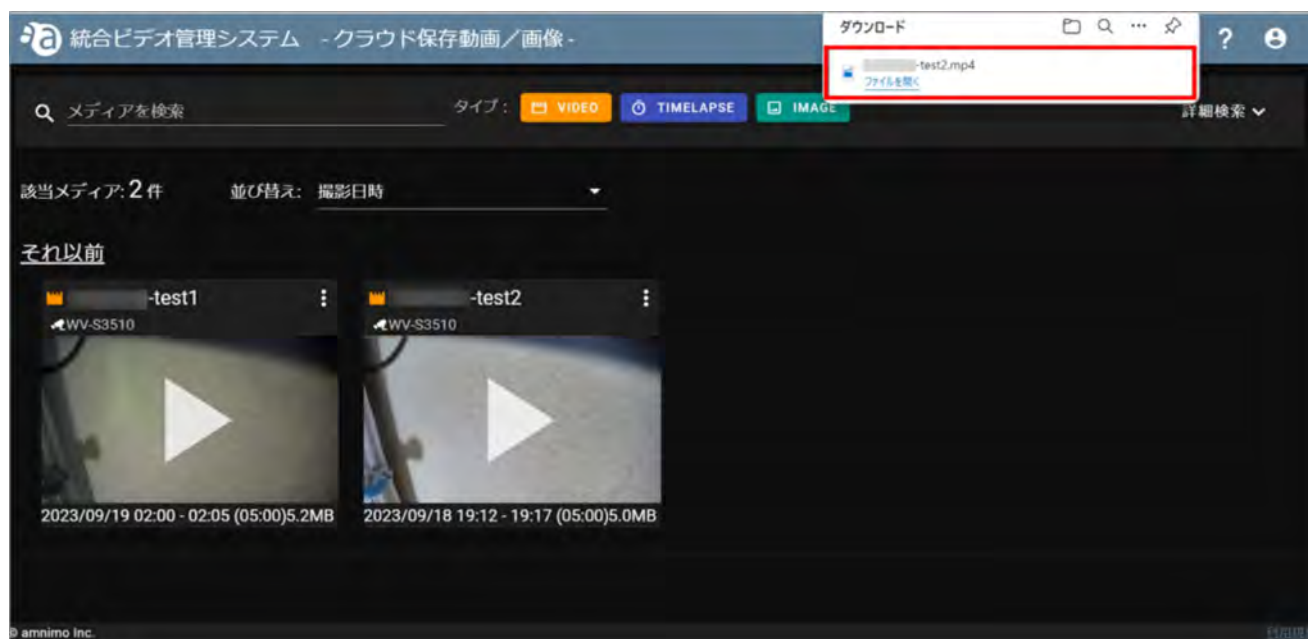 統合ビデオ管理システム - クラウド保存動画／画像 -
ダウンロード
-test2.mp4
ファイルを開く
?
メディアを検索
タイプ :
VIDEO
TIMELAPSE
IMAGE
詳細検索
該当メディア: 2 件
並び替え: 撮影日時
それ以前
-test1
WV-S3510
2023/09/19 02:00 - 02:05 (05:00)5.2MB
-test2
WV-S3510
2023/09/18 19:12 - 19:17 (05:00)5.0MB
© amnimo Inc.